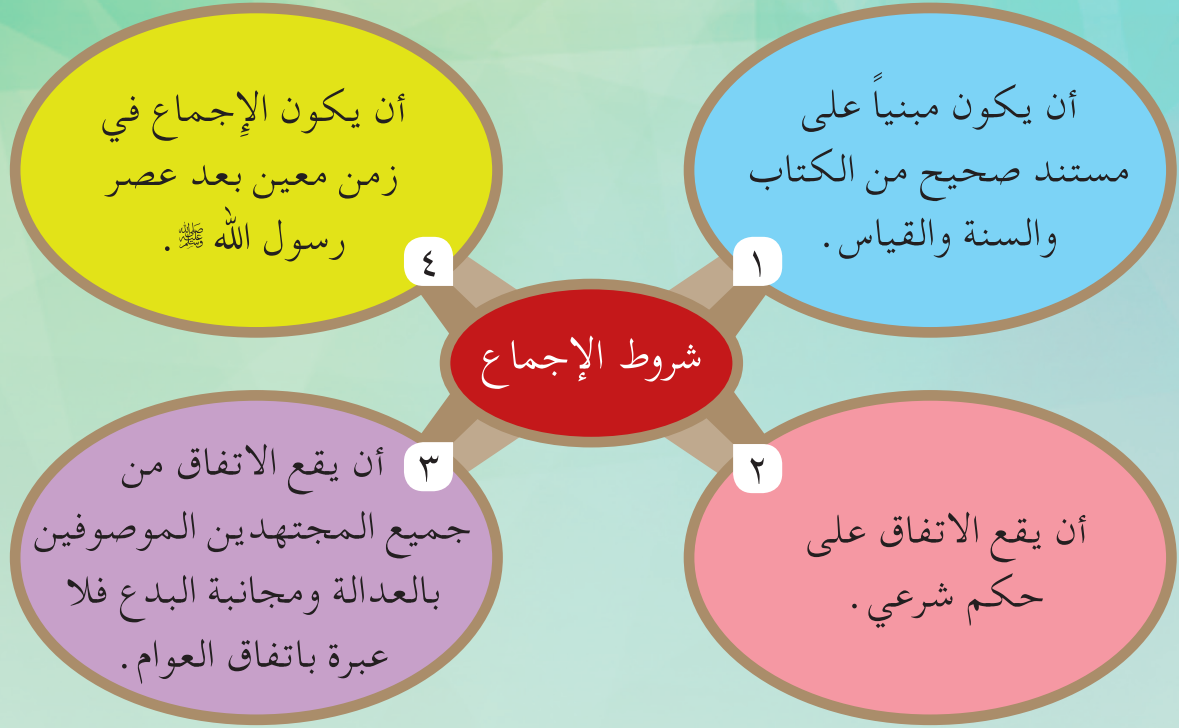 شروط الإجماع
١
أن يكون مبنياً على
مستند صحيح من الكتاب
والسنة والقياس.
٢
أن يقع الاتفاق على
حكم شرعي.
٣
أن يقع الاتفاق من
جميع المجتهدين الموصوفين
بالعدالة ومجانبة البدع فلا
عبرة باتفاق العوام.
٤
أن يكون الإِجماع في
زمن معين بعد عصر
رسول الله ﷺ.